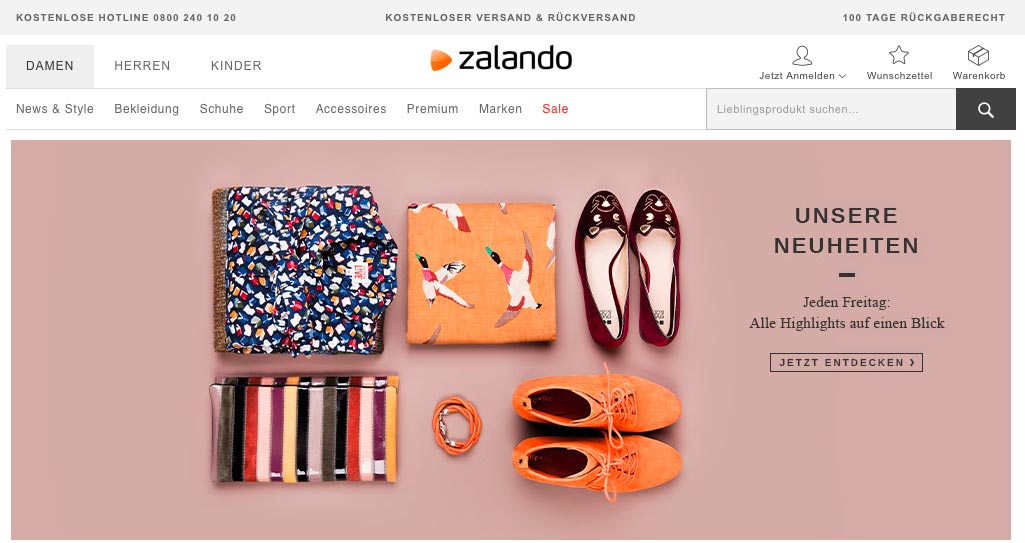 KOSTENLOSE HOTLINE 0800 240 10 20
KOSTENLOSER VERSAND & RÜCKVERSAND
100 TAGE RÜCKGABERECHT
DAMEN
HERREN
KINDER
zalando
Jetzt Anmelden
Wunschzettel
Warenkorb
News & Style
Bekleidung
Schuhe
Sport
Accessoires
Premium
Marken
Sale
Lieblingsprodukt suchen...
UNSERE
NEUHEITEN
Jeden Freitag:
Alle Highlights auf einen Blick
JETZT ENTDECKEN ›
LIVE